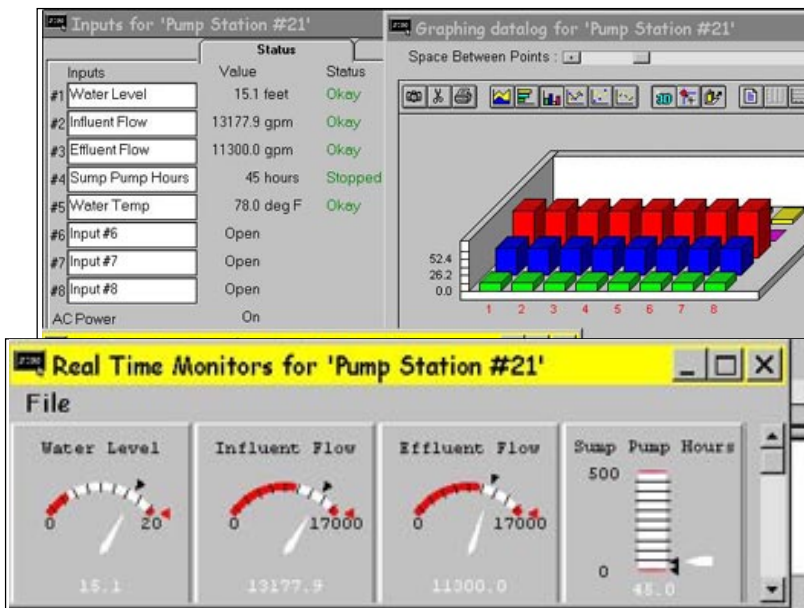 Inputs for 'Pump Station #21'
Status
Inputs Value Status
#1 Water Level 15.1 feet Okay
#2 Influent Flow 13177.9 gpm Okay
#3 Effluent Flow 11300.0 gpm Okay
#4 Sump Pump Hours 45 hours Stopped
#5 Water Temp 78.0 deg F Okay
#6 Input #6 Open
#7 Input #7 Open
#8 Input #8 Open
AC Power On
Graphing datalog for 'Pump Station #21'
Space Between Points :
3D
52.4
26.2
0.0
1 2 3 4 5 6 7 8
Real Time Monitors for 'Pump Station #21'
File
Water Level
0 20
15.1
Influent Flow
0 17000
13177.9
Effluent Flow
0 17000
11300.0
Sump Pump Hours
500
0
45.0